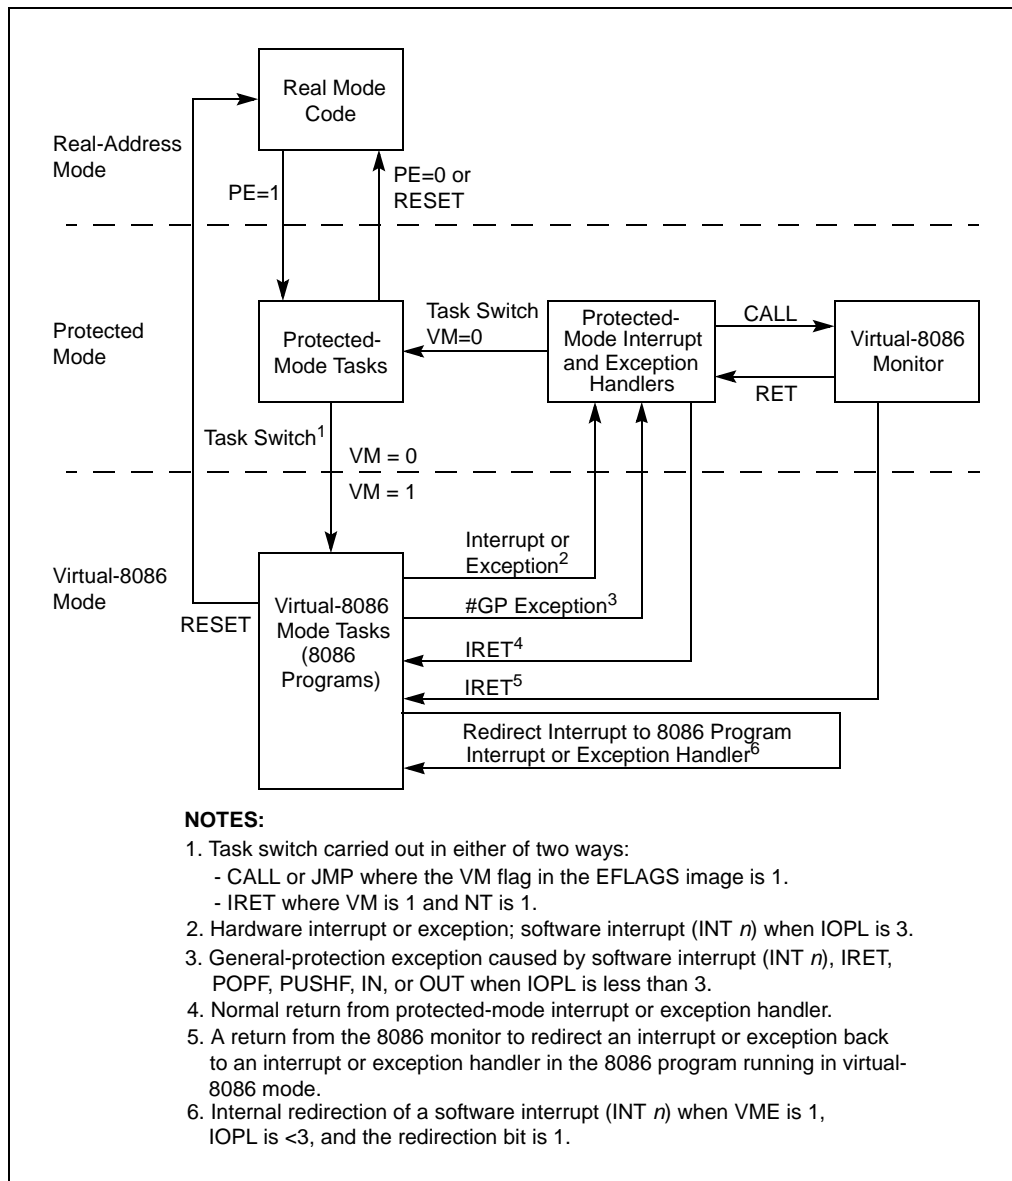 Real Mode
Code
Real-Address
Mode
PE=1
PE=0 or
RESET
Protected
Mode
Protected-
Mode Tasks
Task Switch
VM=0
Protected-
Mode Interrupt
and Exception
Handlers
CALL
RET
Virtual-8086
Monitor
Task Switch1
VM = 0
VM = 1
Virtual-8086
Mode
RESET
Virtual-8086
Mode Tasks
(8086
Programs)
Interrupt or
Exception2
#GP Exception3
IRET4
IRET5
Redirect Interrupt to 8086 Program
Interrupt or Exception Handler6
NOTES:
1. Task switch carried out in either of two ways:
- CALL or JMP where the VM flag in the EFLAGS image is 1.
- IRET where VM is 1 and NT is 1.
2. Hardware interrupt or exception; software interrupt (INT n) when IOPL is 3.
3. General-protection exception caused by software interrupt (INT n), IRET,
POPF, PUSHF, IN, or OUT when IOPL is less than 3.
4. Normal return from protected-mode interrupt or exception handler.
5. A return from the 8086 monitor to redirect an interrupt or exception back
to an interrupt or exception handler in the 8086 program running in virtual-
8086 mode.
6. Internal redirection of a software interrupt (INT n) when VME is 1,
IOPL is <3, and the redirection bit is 1.